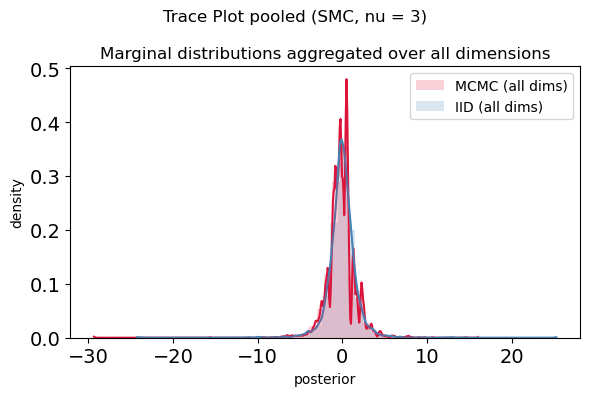 Trace Plot pooled (SMC, nu = 3)
Marginal distributions aggregated over all dimensions
0.5
0.4
0.3
0.2
0.1
0.0
density
MCMC (all dims)
IID (all dims)
−30
−20
−10
0
10
20
posterior